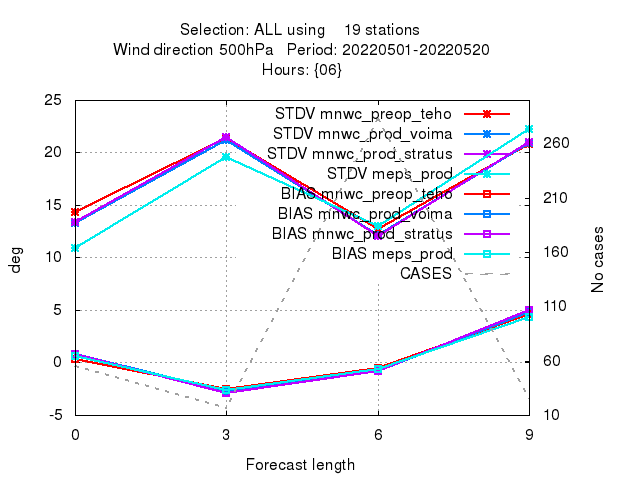 Selection: ALL using 19 stations
Wind direction 500hPa Period: 20220501-20220520
Hours: {06}
25
20
15
10
5
0
-5
deg
STDV mnwc_preop_teho
STDV mnwc_prod_voima
STDV mnwc_prod_stratus
STDV meps_prod
BIAS mnwc_preop_teho
BIAS mnwc_prod_voima
BIAS mnwc_prod_stratus
BIAS meps_prod
CASES
260
210
160
110
60
10
No cases
0 3 6 9
Forecast length